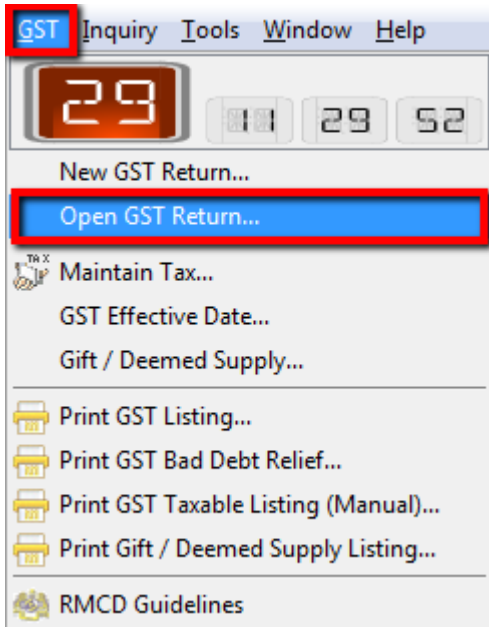 GST Inquiry Tools Window Help
29 11 29 52
New GST Return...
Open GST Return...
TAX
Maintain Tax...
GST Effective Date...
Gift / Deemed Supply...
Print GST Listing...
Print GST Bad Debt Relief...
Print GST Taxable Listing (Manual)...
Print Gift / Deemed Supply Listing...
RMCD Guidelines